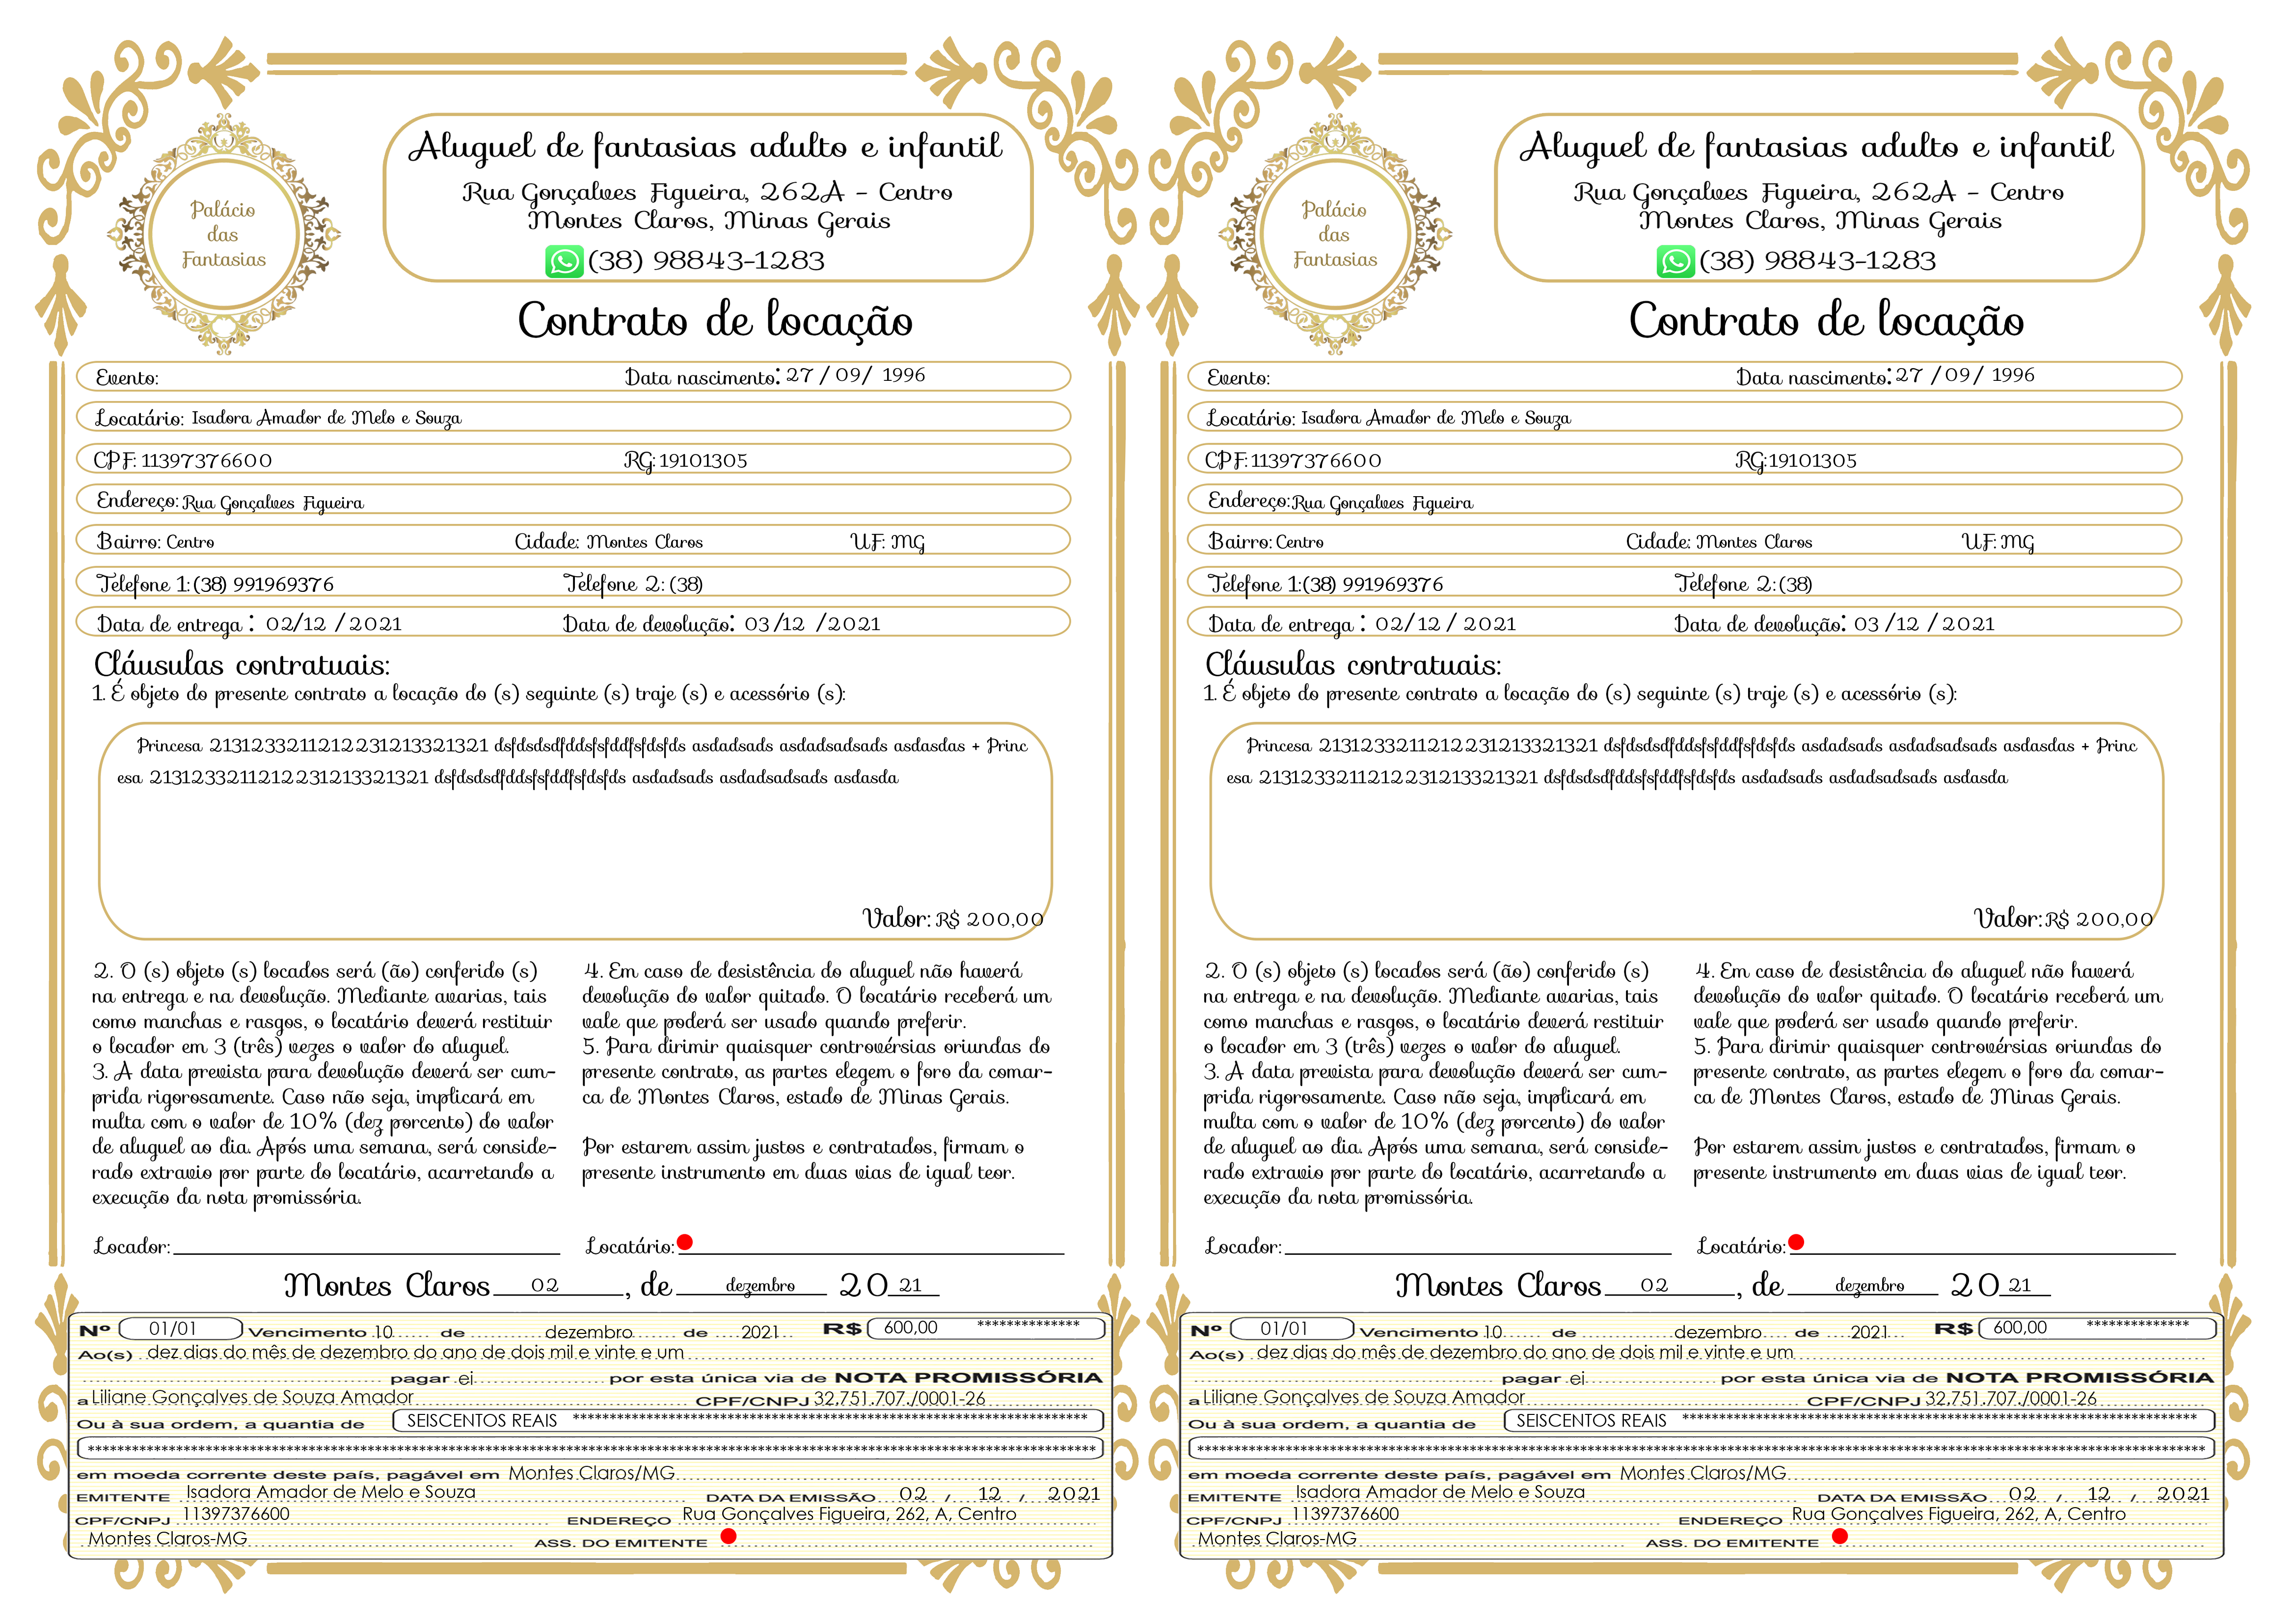 Palácio
das
Fantasias
Aluguel de fantasias adulto e infantil
Rua Gonçalves Figueira, 262A - Centro
Montes Claros, Minas Gerais
(38) 98843-1283
Contrato de locação
Evento: Data nascimento: 27 / 09/ 1996
Locatário: Isadora Amador de Melo e Souza
CPF: 11397376600 RG: 19101305
Endereço: Rua Gonçalves Figueira
Bairro: Centro Cidade: Montes Claros UF: MG
Telefone 1: (38) 991969376 Telefone 2: (38)
Data de entrega : 02/12 / 2021 Data de devolução: 03 /12 / 2021
Cláusulas contratuais:
1. É objeto do presente contrato a locação do (s) seguinte (s) traje (s) e acessório (s):
Princesa 21312332112122 31213321321 dsfdsdsdfddsfsfddfsfdsfds asdadsads asdadsadsads asdasdas + Princ
esa 21312332112122 31213321321 dsfdsdsdfddsfsfddfsfdsfds asdadsads asdadsadsads asdasda
Valor: R$ 200,00
2. O (s) objeto (s) locados será (ão) conferido (s)
na entrega e na devolução. Mediante avarias, tais
como manchas e rasgos, o locatário deverá restituir
o locador em 3 (três) vezes o valor do aluguel.
3. A data prevista para devolução deverá ser cum-
prida rigorosamente. Caso não seja, implicará em
multa com o valor de 10% (dez porcento) do valor
de aluguel ao dia. Após uma semana, será conside-
rado extravio por parte do locatário, acarretando a
execução da nota promissória.
4. Em caso de desistência do aluguel não haverá
devolução do valor quitado. O locatário receberá um
vale que poderá ser usado quando preferir.
5. Para dirimir quaisquer controvérsias oriundas do
presente contrato, as partes elegem o foro da comar-
ca de Montes Claros, estado de Minas Gerais.
Por estarem assim justos e contratados, firmam o
presente instrumento em duas vias de igual teor.
Locador: Locatário:
Montes Claros 02 , de dezembro 20 21
Nº 01/01 Vencimento 10 de dezembro de 2021 R$ 600,00 **************
Ao(s) dez dias do mês de dezembro do ano de dois mil e vinte e um
pagar ei por esta única via de NOTA PROMISSÓRIA
a Liliane Gonçalves de Souza Amador CPF/CNPJ 32.751.707./0001-26
Ou à sua ordem, a quantia de SEISCENTOS REAIS **********************************************************************
*****************************************************************************************************************************************
em moeda corrente deste país, pagável em Montes Claros/MG
EMITENTE Isadora Amador de Melo e Souza DATA DA EMISSÃO 02 / 12 / 2021
CPF/CNPJ 11397376600 ENDEREÇO Rua Gonçalves Figueira, 262, A, Centro
Montes Claros-MG ASS. DO EMITENTE
Palácio
das
Fantasias
Aluguel de fantasias adulto e infantil
Rua Gonçalves Figueira, 262A - Centro
Montes Claros, Minas Gerais
(38) 98843-1283
Contrato de locação
Evento: Data nascimento: 27 / 09/ 1996
Locatário: Isadora Amador de Melo e Souza
CPF: 11397376600 RG: 19101305
Endereço: Rua Gonçalves Figueira
Bairro: Centro Cidade: Montes Claros UF: MG
Telefone 1: (38) 991969376 Telefone 2: (38)
Data de entrega : 02/ 12 / 2021 Data de devolução: 03 / 12 / 2021
Cláusulas contratuais:
1. É objeto do presente contrato a locação do (s) seguinte (s) traje (s) e acessório (s):
Princesa 21312332112122 31213321321 dsfdsdsdfddsfsfddfsfdsfds asdadsads asdadsadsads asdasdas + Princ
esa 21312332112122 31213321321 dsfdsdsdfddsfsfddfsfdsfds asdadsads asdadsadsads asdasda
Valor: R$ 200,00
2. O (s) objeto (s) locados será (ão) conferido (s)
na entrega e na devolução. Mediante avarias, tais
como manchas e rasgos, o locatário deverá restituir
o locador em 3 (três) vezes o valor do aluguel.
3. A data prevista para devolução deverá ser cum-
prida rigorosamente. Caso não seja, implicará em
multa com o valor de 10% (dez porcento) do valor
de aluguel ao dia. Após uma semana, será conside-
rado extravio por parte do locatário, acarretando a
execução da nota promissória.
4. Em caso de desistência do aluguel não haverá
devolução do valor quitado. O locatário receberá um
vale que poderá ser usado quando preferir.
5. Para dirimir quaisquer controvérsias oriundas do
presente contrato, as partes elegem o foro da comar-
ca de Montes Claros, estado de Minas Gerais.
Por estarem assim justos e contratados, firmam o
presente instrumento em duas vias de igual teor.
Locador: Locatário:
Montes Claros 02 , de dezembro 20 21
Nº 01/01 Vencimento 10 de dezembro de 2021 R$ 600,00 **************
Ao(s) dez dias do mês de dezembro do ano de dois mil e vinte e um
pagar ei por esta única via de NOTA PROMISSÓRIA
a Liliane Gonçalves de Souza Amador CPF/CNPJ 32.751.707./0001-26
Ou à sua ordem, a quantia de SEISCENTOS REAIS **********************************************************************
*****************************************************************************************************************************************
em moeda corrente deste país, pagável em Montes Claros/MG
EMITENTE Isadora Amador de Melo e Souza DATA DA EMISSÃO 02 / 12 / 2021
CPF/CNPJ 11397376600 ENDEREÇO Rua Gonçalves Figueira, 262, A, Centro
Montes Claros-MG ASS. DO EMITENTE